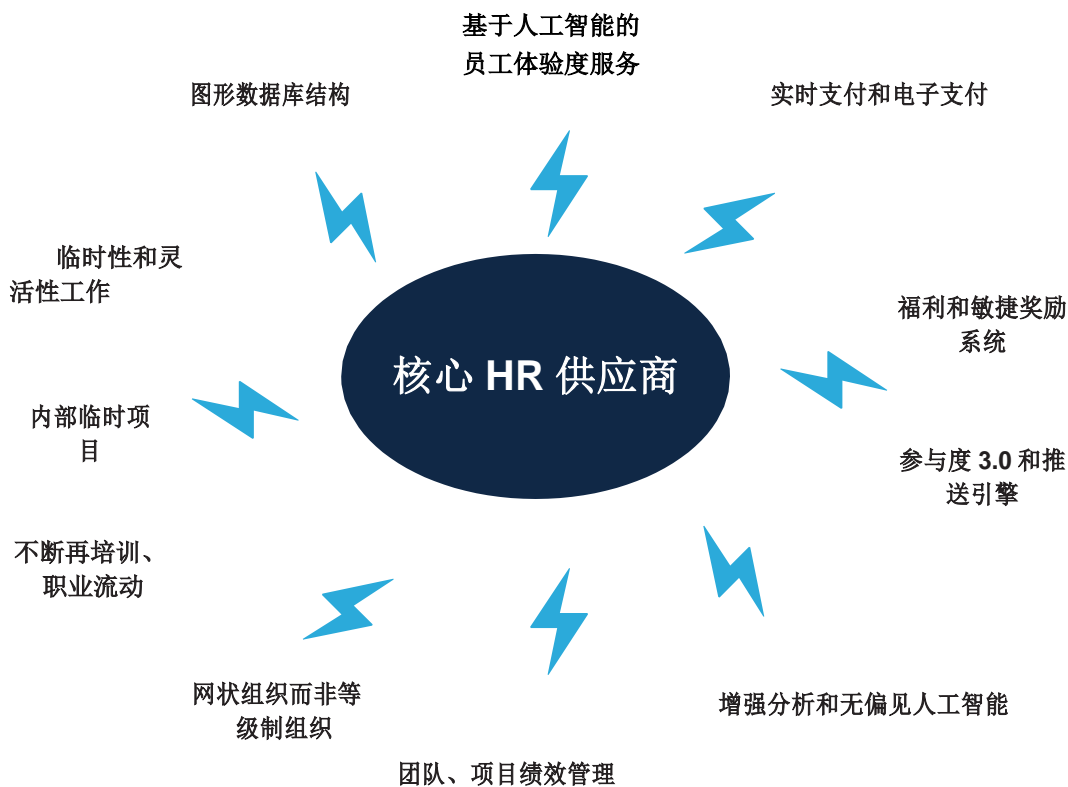 基于人工智能的
员工体验度服务
图形数据库结构
实时支付和电子支付
临时性和灵
活性工作
福利和敏捷奖励
系统
核心 HR 供应商
内部临时项
目
参与度 3.0 和推
送引擎
不断再培训、
职业流动
网状组织而非等
级制组织
增强分析和无偏见人工智能
团队、项目绩效管理